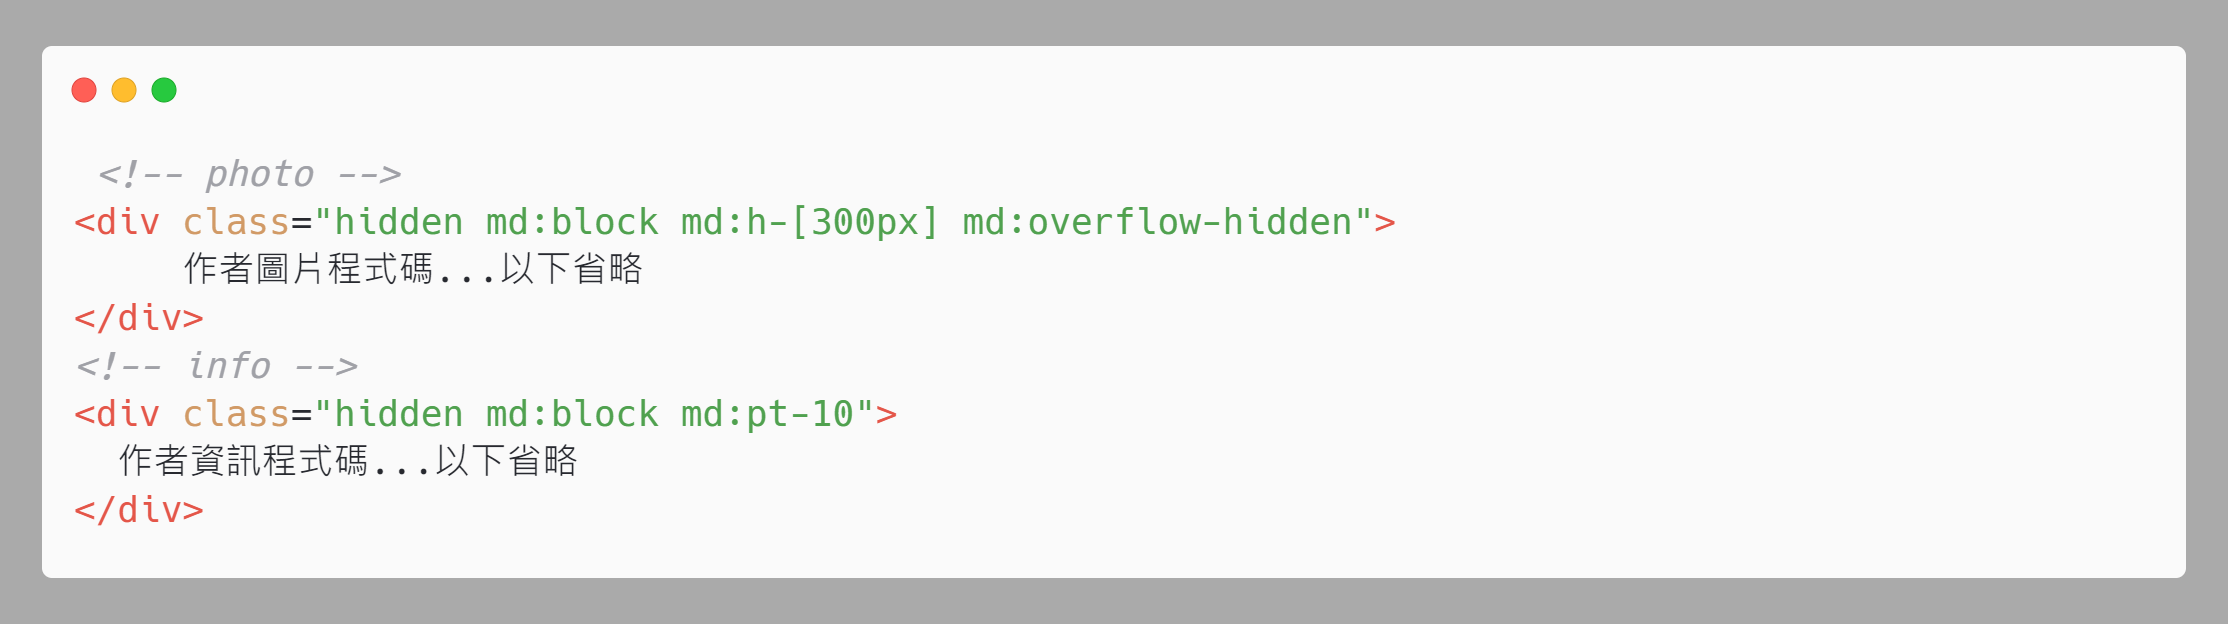 <!-- photo -->
<div class="hidden md:block md:h-[300px] md:overflow-hidden">
作者圖片程式碼...以下省略
</div>
<!-- info -->
<div class="hidden md:block md:pt-10">
作者資訊程式碼...以下省略
</div>